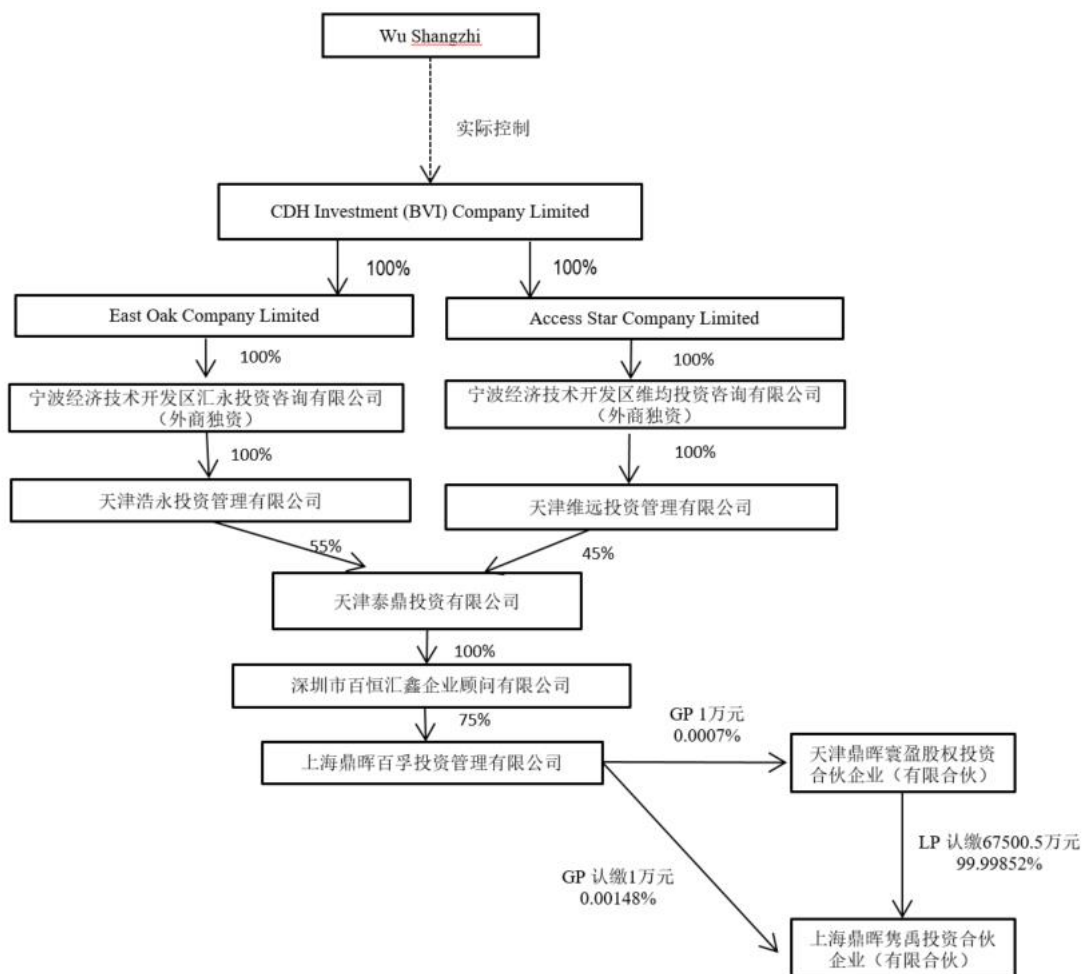 Wu Shangzhi
实际控制
CDH Investment (BVI) Company Limited
100%
100%
East Oak Company Limited
Access Star Company Limited
100%
100%
宁波经济技术开发区汇永投资咨询有限公司
（外商独资）
宁波经济技术开发区维均投资咨询有限公司
（外商独资）
100%
100%
天津浩永投资管理有限公司
天津维远投资管理有限公司
55%
45%
天津泰鼎投资有限公司
100%
深圳市百恒汇鑫企业顾问有限公司
75%
上海鼎晖百孚投资管理有限公司
GP 1万元
0.0007%
天津鼎晖寰盈股权投资
合伙企业（有限合伙）
LP 认缴67500.5万元
99.99852%
GP 认缴1万元
0.00148%
上海鼎晖隽禹投资合伙
企业（有限合伙）